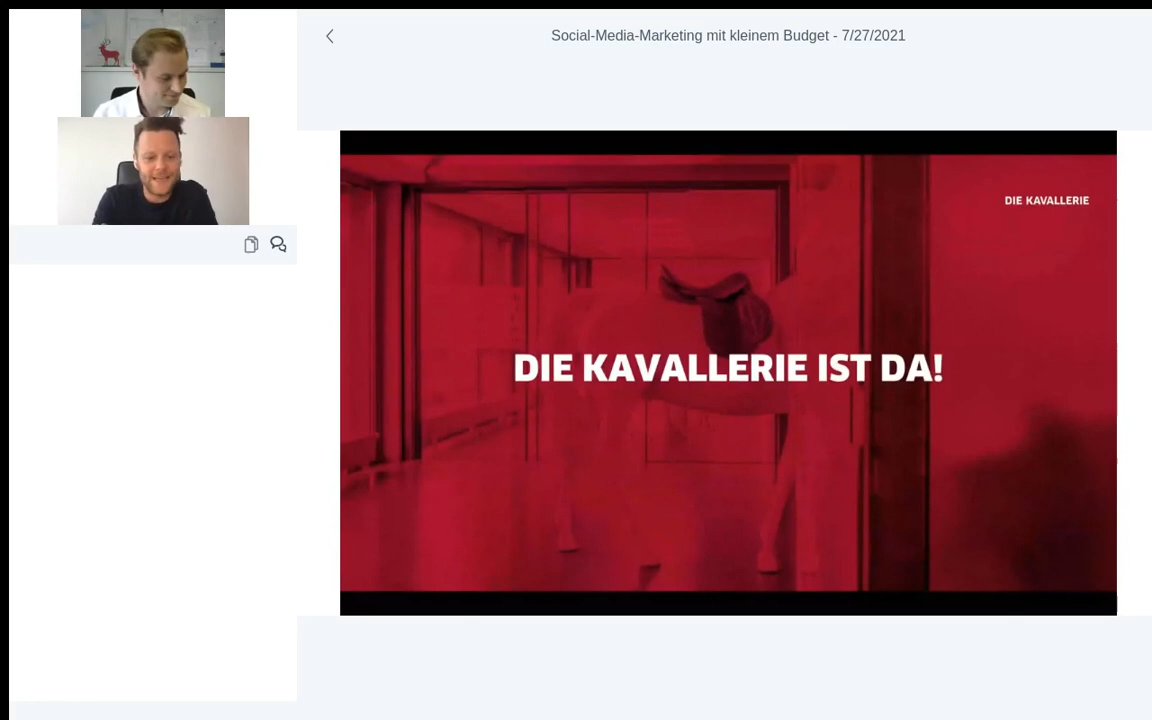 Social-Media-Marketing mit kleinem Budget - 7/27/2021
DIE KAVALLERIE
DIE KAVALLERIE IST DA!